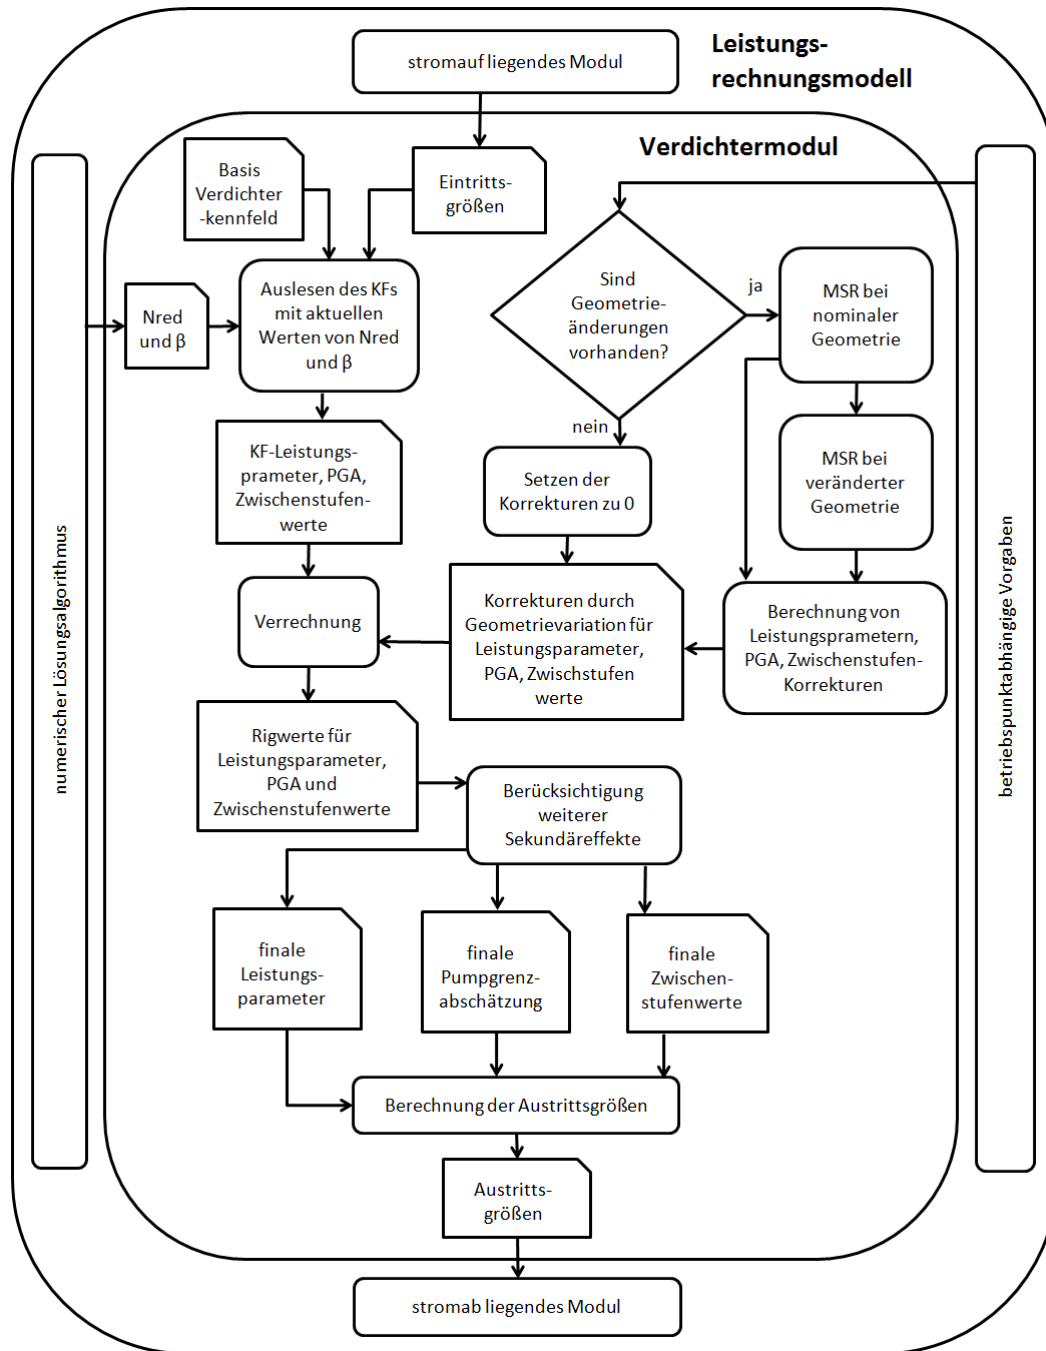 Leistungs-
rechnungsmodell
stromauf liegendes Modul
Verdichtermodul
Basis
Verdichter
-kennfeld
Eintritts-
größen
Nred
und β
Auslesen des KFs
mit aktuellen
Werten von Nred
und β
Sind
Geometrie-
änderungen
vorhanden?
ja
nein
MSR bei
nominaler
Geometrie
KF-Leistungs-
prameter, PGA,
Zwischenstufen-
werte
Setzen der
Korrekturen zu 0
MSR bei
veränderter
Geometrie
Verrechnung
Korrekturen durch
Geometrievariation für
Leistungsparameter,
PGA, Zwischstufen
werte
Berechnung von
Leistungsprametern,
PGA, Zwischenstufen-
Korrekturen
Rigwerte für
Leistungsparameter,
PGA und
Zwischenstufenwerte
Berücksichtigung
weiterer
Sekundäreffekte
finale
Leistungs-
parameter
finale
Pumpgrenz-
abschätzung
finale
Zwischen-
stufenwerte
Berechnung der Austrittsgrößen
Austritts-
größen
stromab liegendes Modul
numerischer Lösungsalgorithmus
betriebspunktabhängige Vorgaben